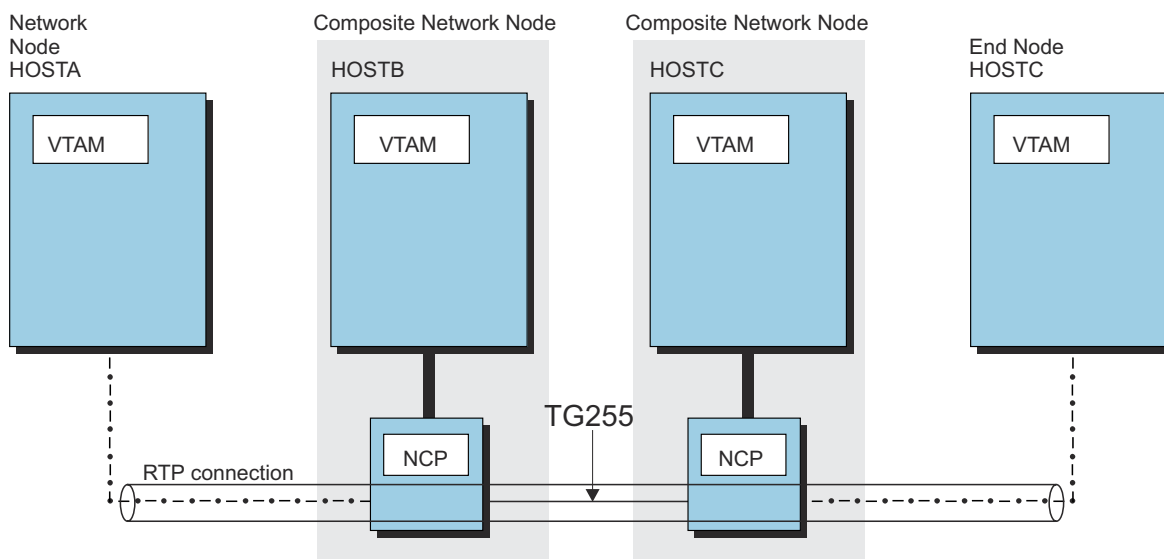 Network
Node
HOSTA
Composite Network Node
HOSTB
Composite Network Node
HOSTC
End Node
HOSTC
VTAM
VTAM
VTAM
VTAM
TG255
NCP
NCP
RTP connection